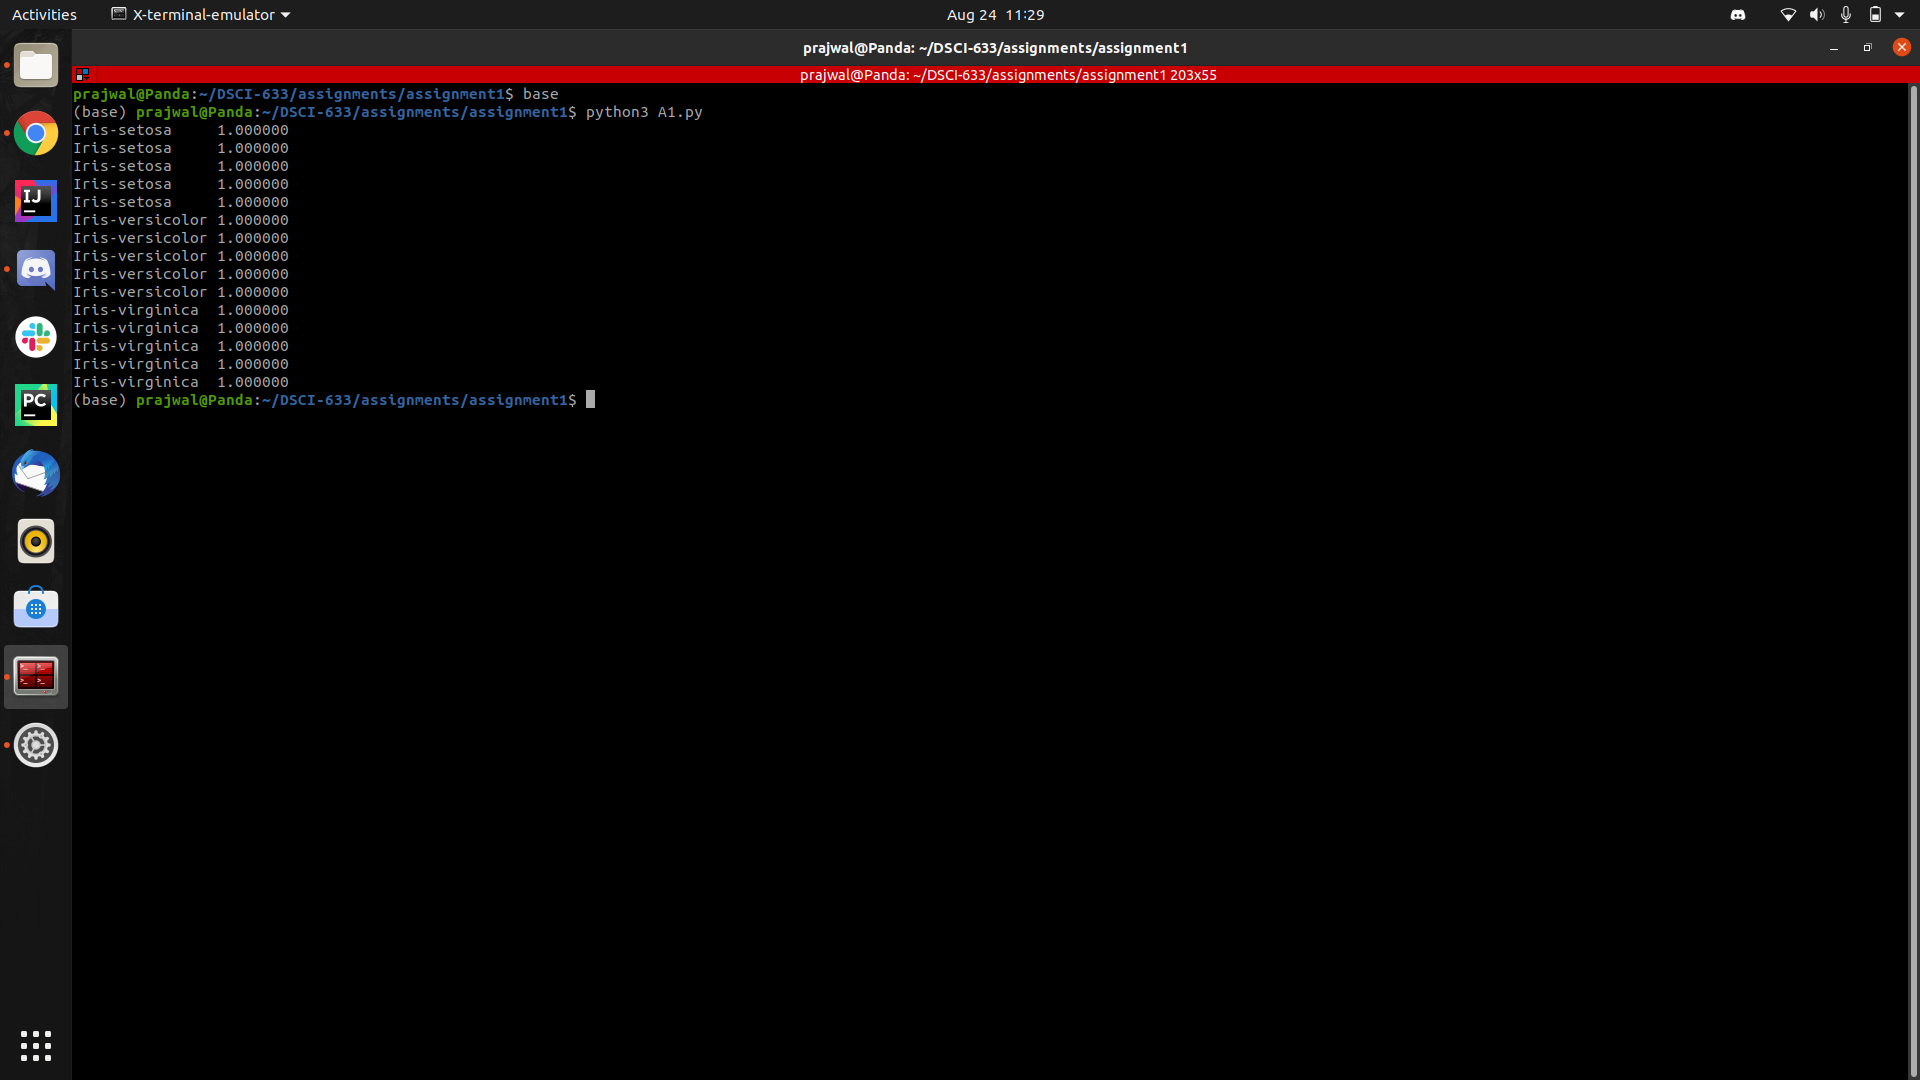 Activities X-terminal-emulator Aug 24 11:29
prajwal@Panda: ~/DSCI-633/assignments/assignment1
prajwal@Panda: ~/DSCI-633/assignments/assignment1 203x55
prajwal@Panda:~/DSCI-633/assignments/assignment1$ base
(base) prajwal@Panda:~/DSCI-633/assignments/assignment1$ python3 A1.py
Iris-setosa     1.000000
Iris-setosa     1.000000
Iris-setosa     1.000000
Iris-setosa     1.000000
Iris-setosa     1.000000
Iris-versicolor 1.000000
Iris-versicolor 1.000000
Iris-versicolor 1.000000
Iris-versicolor 1.000000
Iris-versicolor 1.000000
Iris-virginica  1.000000
Iris-virginica  1.000000
Iris-virginica  1.000000
Iris-virginica  1.000000
Iris-virginica  1.000000
(base) prajwal@Panda:~/DSCI-633/assignments/assignment1$
IJ
PC